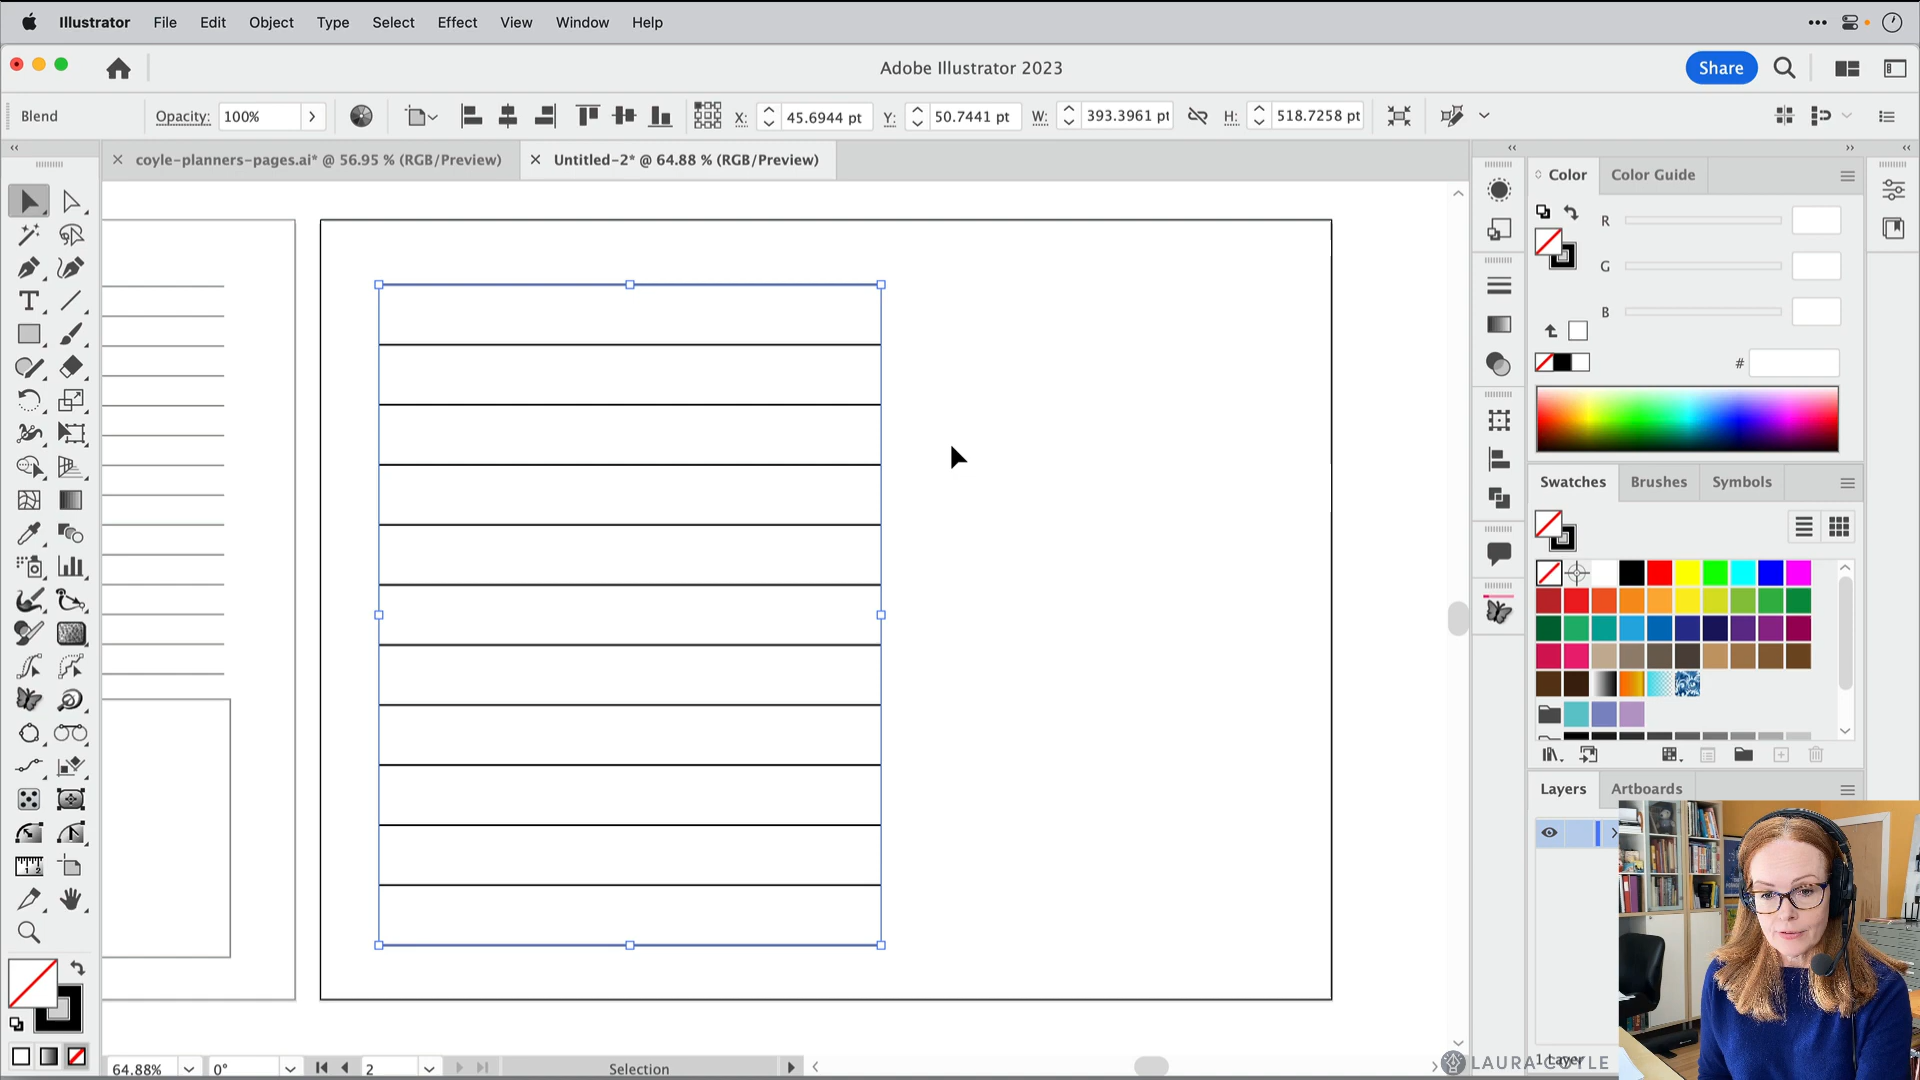 Illustrator File Edit Object Type Select Effect View Window Help
Adobe Illustrator 2023
Share
Blend Opacity: 100% X: 45.6944 pt Y: 50.7441 pt W: 393.3961 pt H: 518.7258 pt
coyle-planners-pages.ai* @ 56.95 % (RGB/Preview) Untitled-2* @ 64.88 % (RGB/Preview)
Color Color Guide
R
G
B
#
Swatches Brushes Symbols
Layers Artboards
1 Layer
LAURA COYLE
64.88% 0° 2 Selection